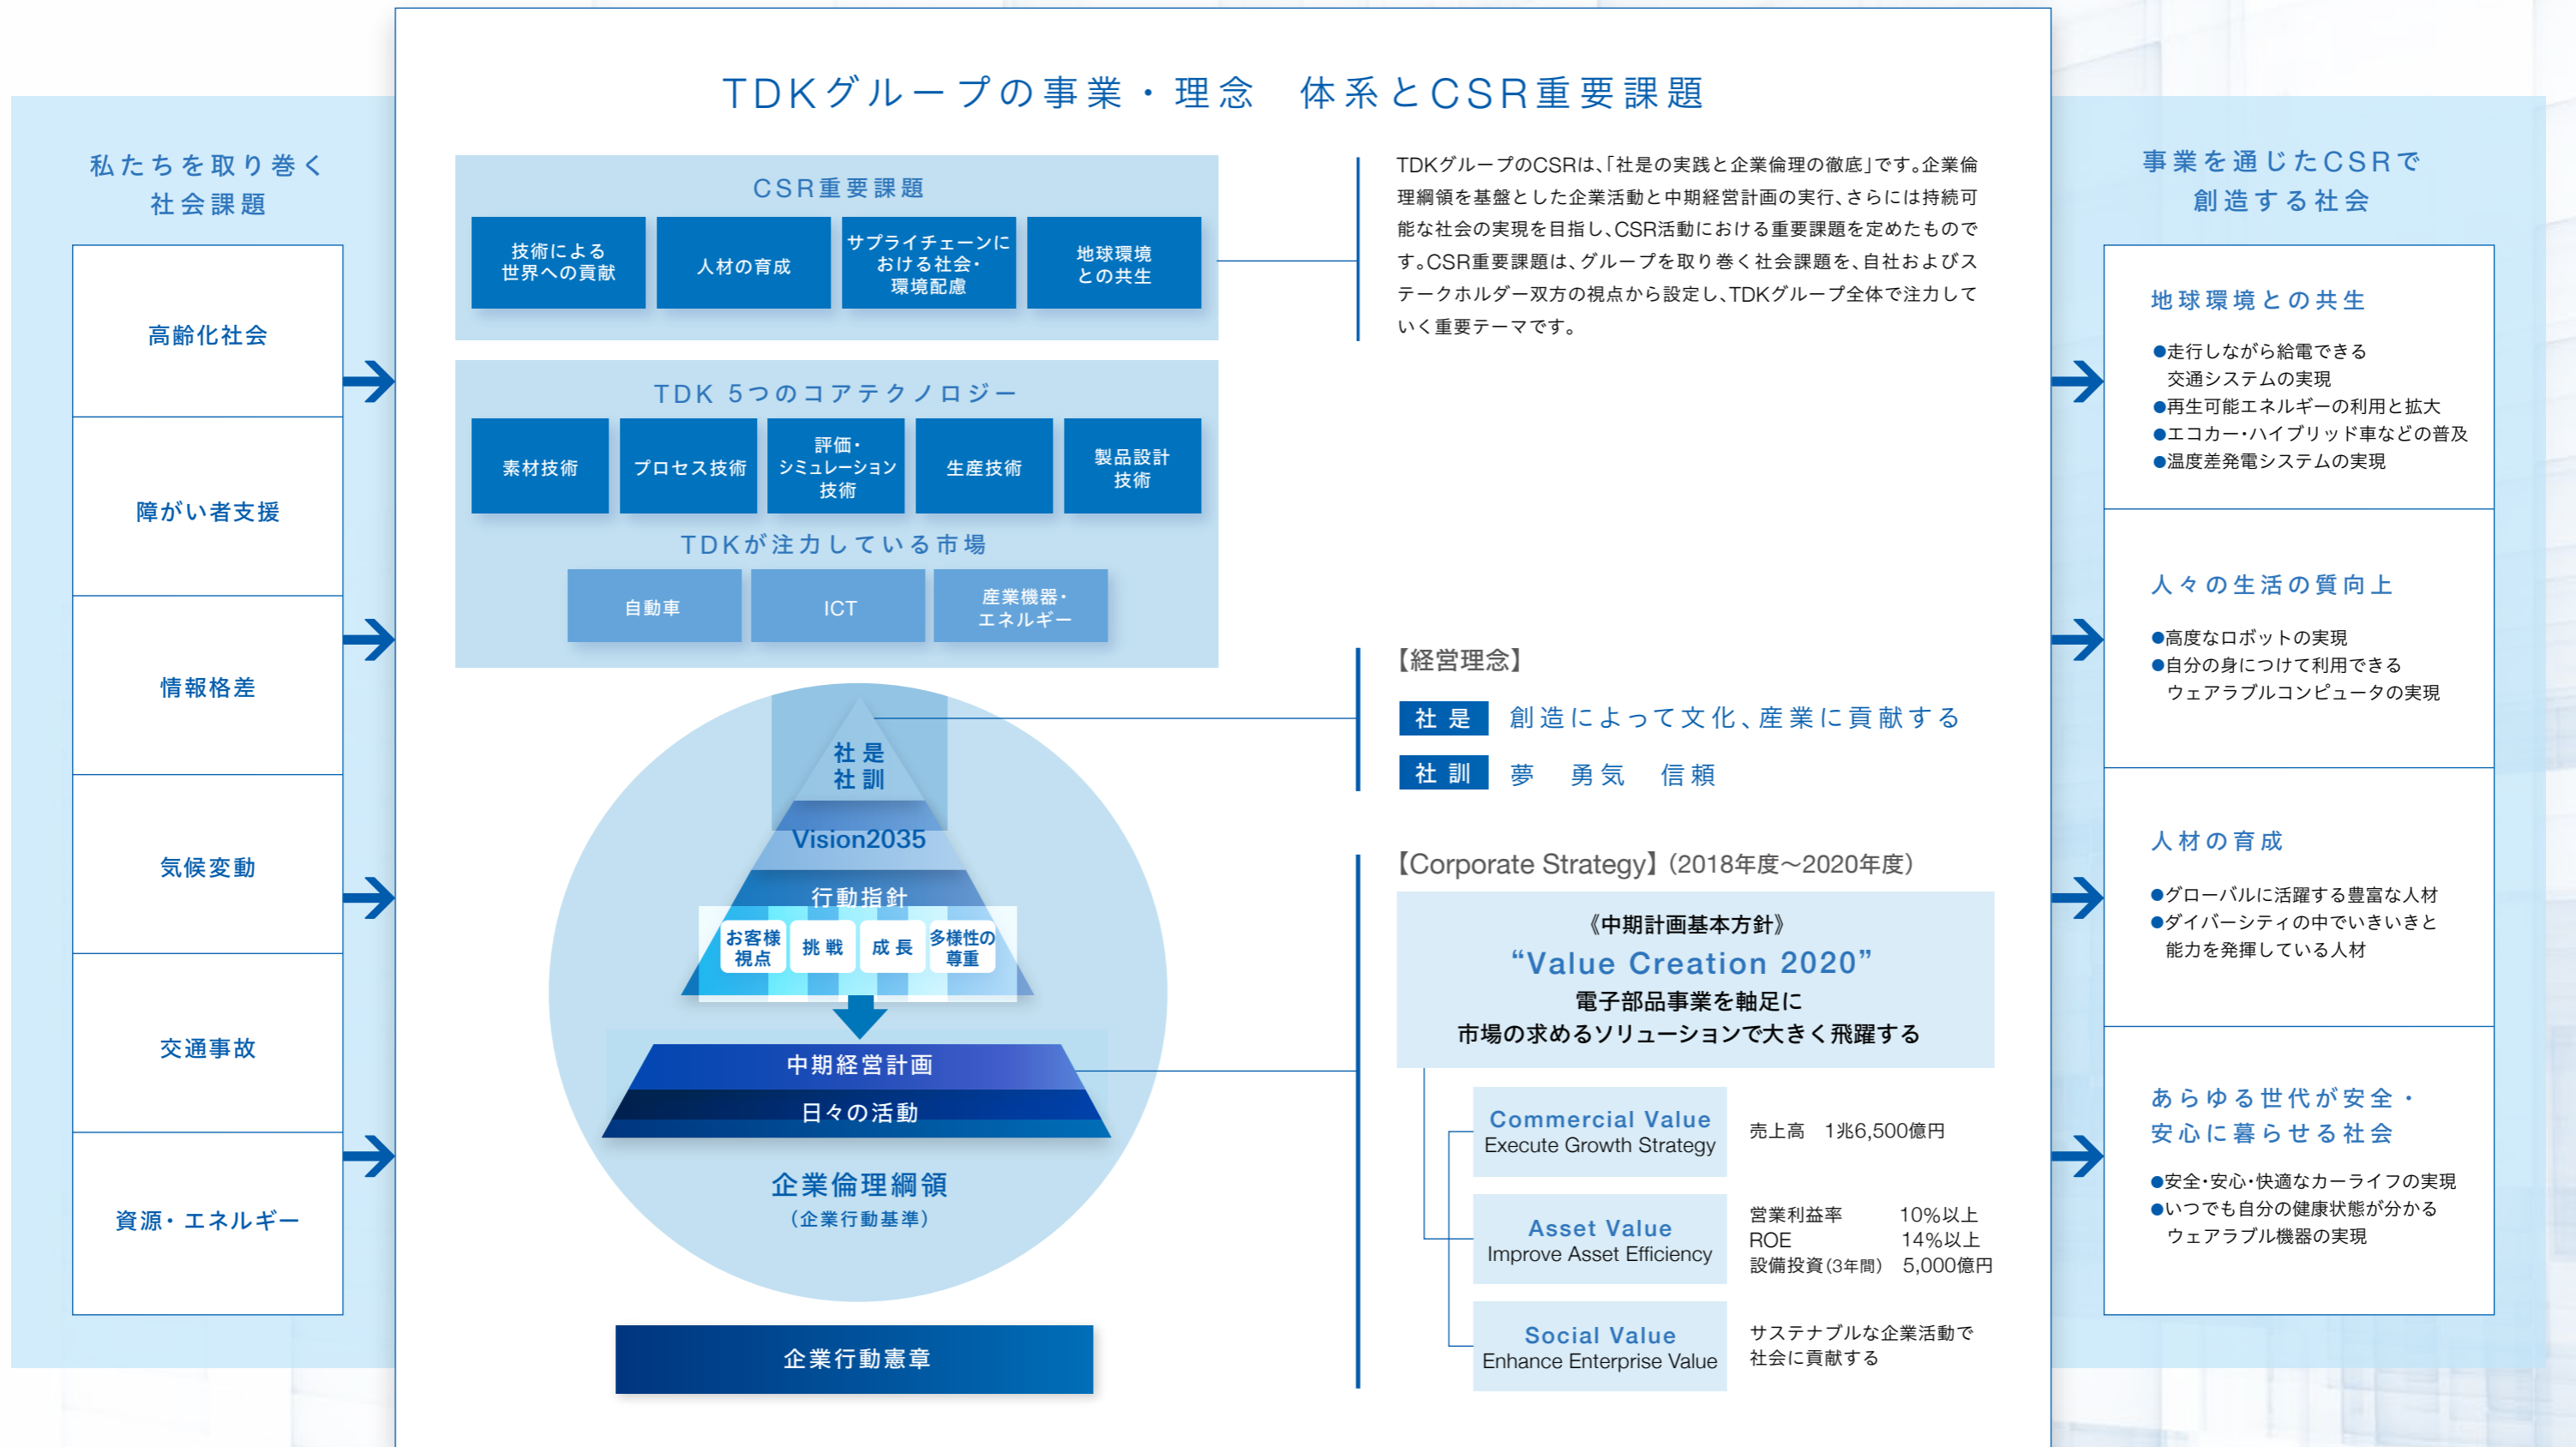 TDKグループの事業・理念　体系とCSR重要課題
私たちを取り巻く
社会課題
高齢化社会
障がい者支援
情報格差
気候変動
交通事故
資源・エネルギー
CSR重要課題
技術による
世界への貢献
人材の育成
サプライチェーンに
おける社会・
環境配慮
地球環境
との共生
TDK 5つのコアテクノロジー
素材技術
プロセス技術
評価・
シミュレーション
技術
生産技術
製品設計
技術
TDKが注力している市場
自動車
ICT
産業機器・
エネルギー
社是
社訓
Vision2035
行動指針
お客様
視点
挑戦
成長
多様性の
尊重
中期経営計画
日々の活動
企業倫理綱領
（企業行動基準）
企業行動憲章
TDKグループのCSRは、「社是の実践と企業倫理の徹底」です。企業倫
理綱領を基盤とした企業活動と中期経営計画の実行、さらには持続可
能な社会の実現を目指し、CSR活動における重要課題を定めたもので
す。CSR重要課題は、グループを取り巻く社会課題を、自社およびス
テークホルダー双方の視点から設定し、TDKグループ全体で注力して
いく重要テーマです。
【経営理念】
社是　創造によって文化、産業に貢献する
社訓　夢　勇気　信頼
【Corporate Strategy】（2018年度～2020年度）
《中期計画基本方針》
“Value Creation 2020”
電子部品事業を軸足に
市場の求めるソリューションで大きく飛躍する
Commercial Value
Execute Growth Strategy
売上高　1兆6,500億円
Asset Value
Improve Asset Efficiency
営業利益率　10%以上
ROE　14%以上
設備投資（3年間）　5,000億円
Social Value
Enhance Enterprise Value
サステナブルな企業活動で
社会に貢献する
事業を通じたCSRで
創造する社会
地球環境との共生
●走行しながら給電できる
交通システムの実現
●再生可能エネルギーの利用と拡大
●エコカー・ハイブリッド車などの普及
●温度差発電システムの実現
人々の生活の質向上
●高度なロボットの実現
●自分の身につけて利用できる
ウェアラブルコンピュータの実現
人材の育成
●グローバルに活躍する豊富な人材
●ダイバーシティの中でいきいきと
能力を発揮している人材
あらゆる世代が安全・
安心に暮らせる社会
●安全・安心・快適なカーライフの実現
●いつでも自分の健康状態が分かる
ウェアラブル機器の実現